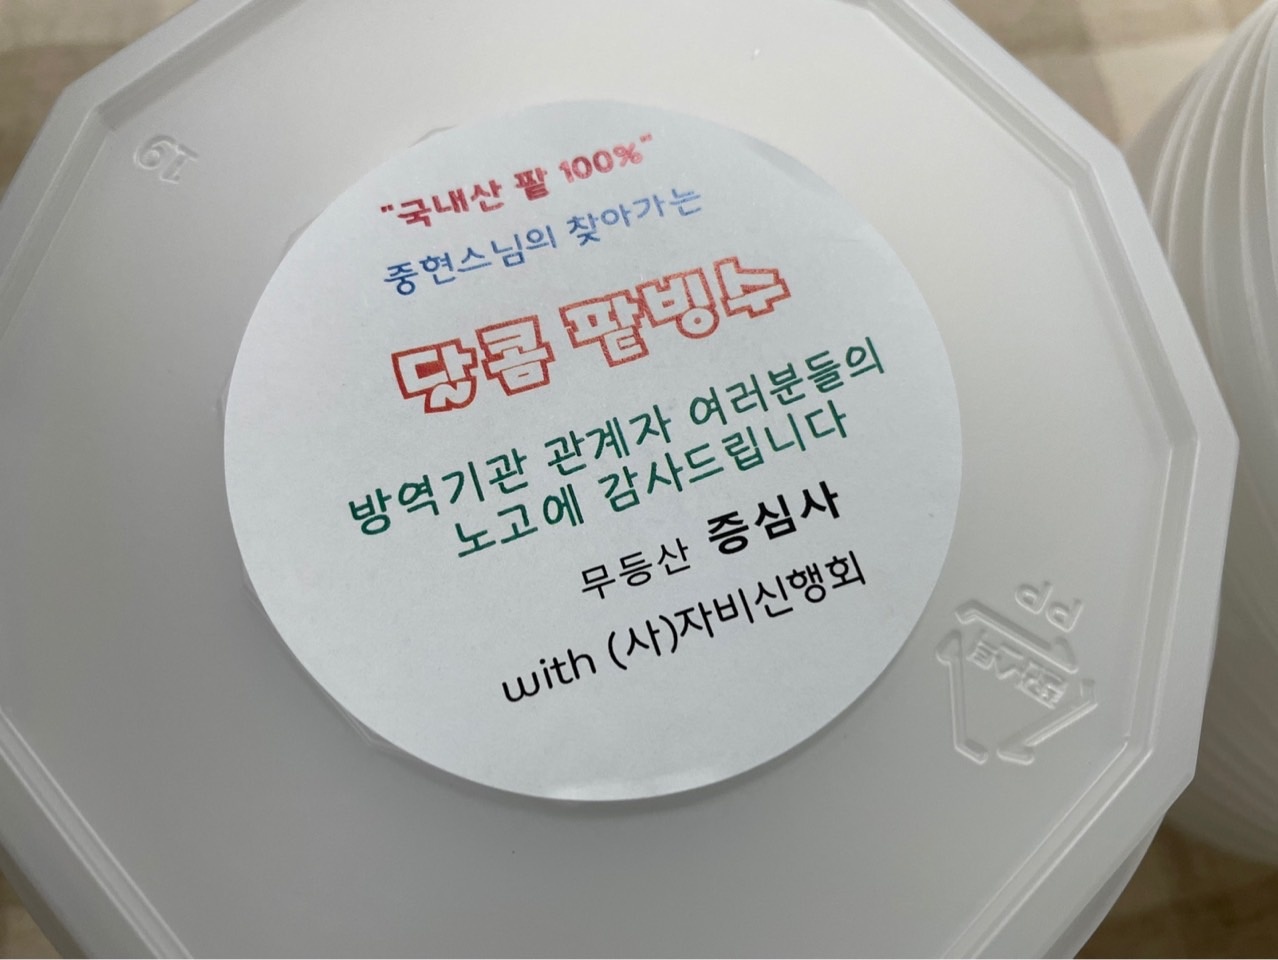 "국내산 팥 100%"
중현스님의 찾아가는
달콤 팥빙수
방역기관 관계자 여러분들의
노고에 감사드립니다
무등산 증심사
with (사)자비신행회
19
PP